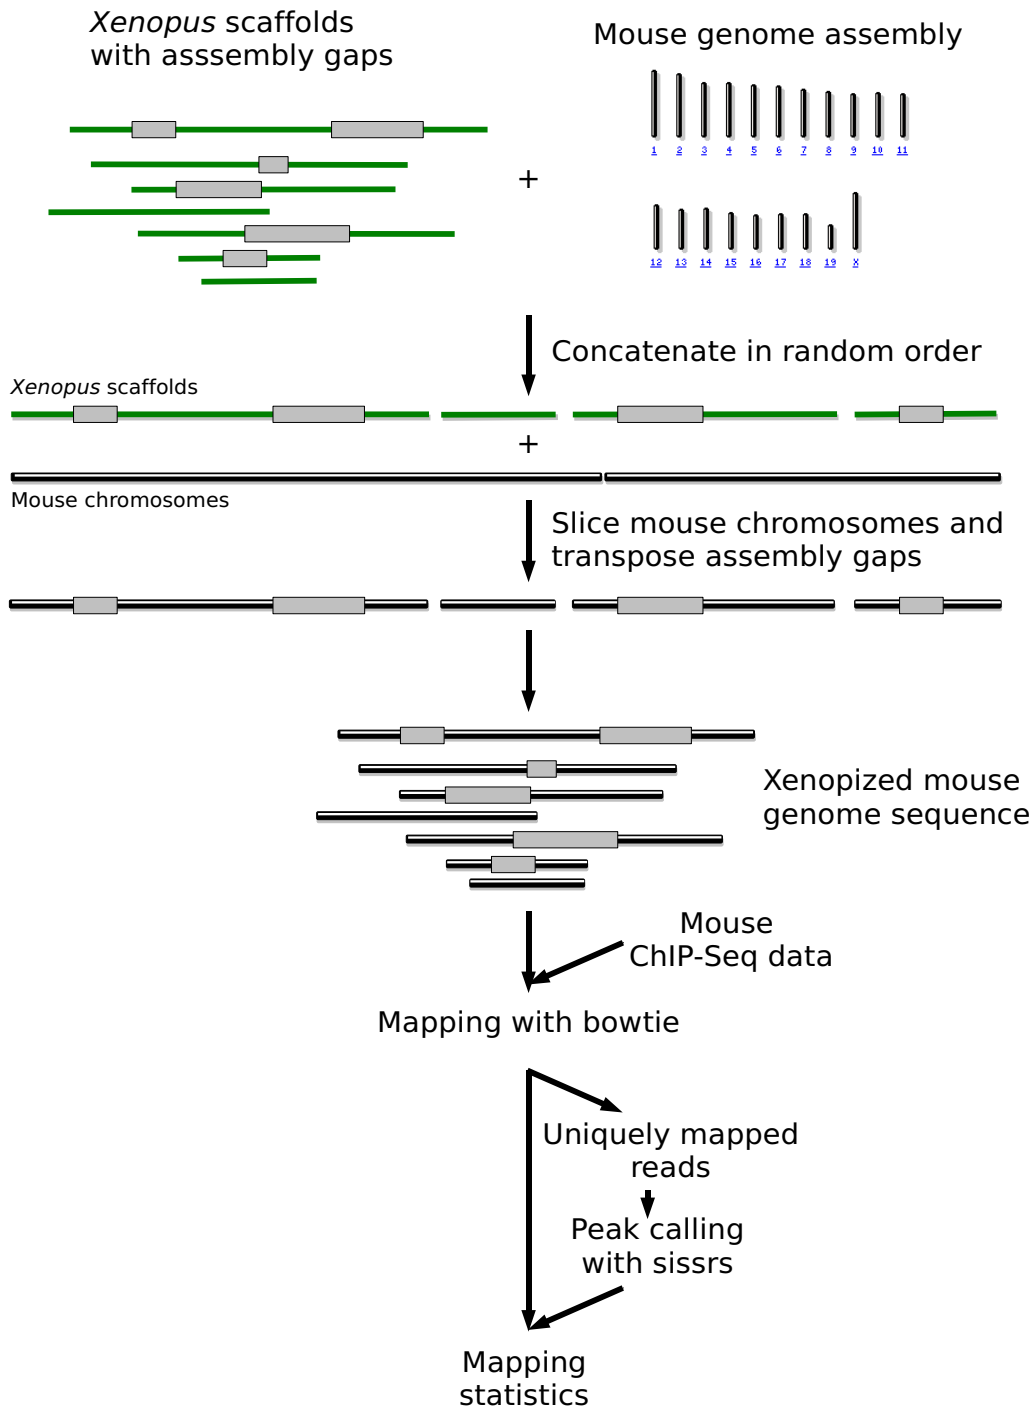 Xenopus scaffolds
with asssembly gaps
Mouse genome assembly
1 2 3 4 5 6 7 8 9 10 11
+
12 13 14 15 16 17 18 19 X
Concatenate in random order
Xenopus scaffolds
+
Mouse chromosomes
Slice mouse chromosomes and
transpose assembly gaps
Xenopized mouse
genome sequence
Mouse
ChIP-Seq data
Mapping with bowtie
Uniquely mapped
reads
Peak calling
with sissrs
Mapping
statistics